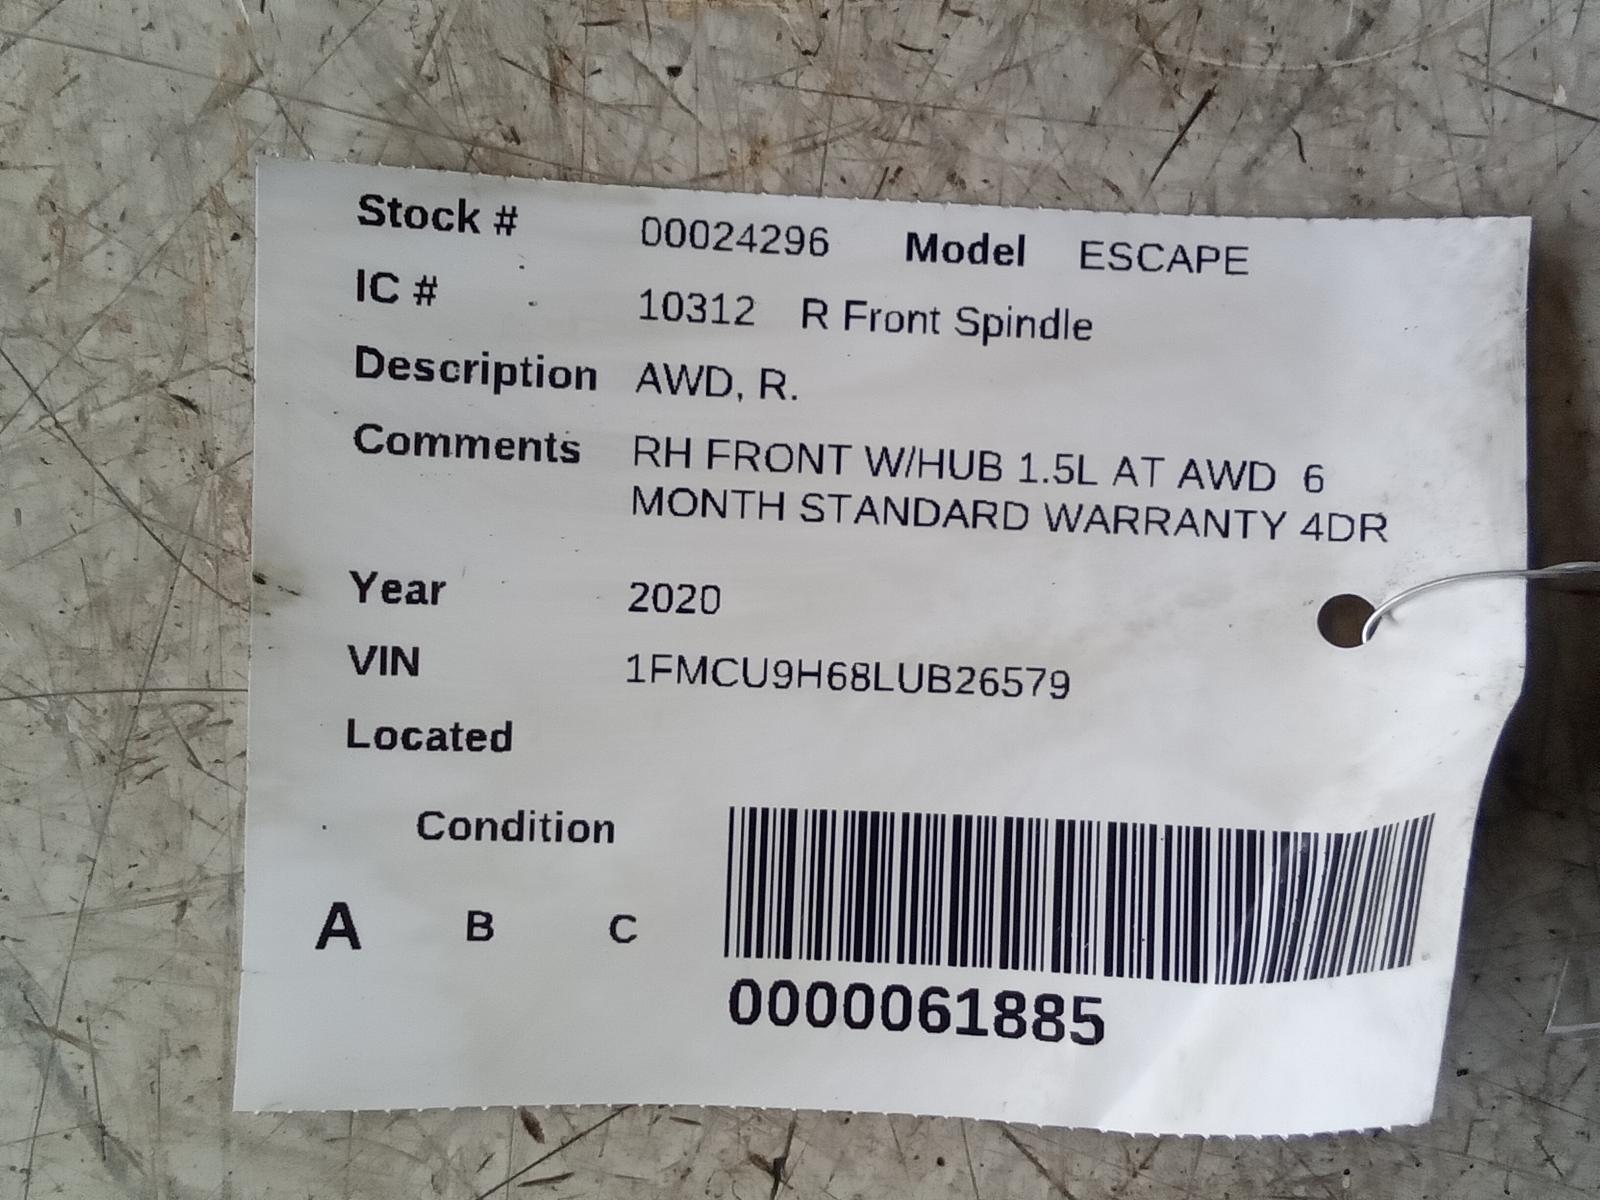 Stock # 00024296 Model ESCAPE
IC # 10312 R Front Spindle
Description AWD, R.
Comments RH FRONT W/HUB 1.5L AT AWD 6
MONTH STANDARD WARRANTY 4DR
Year 2020
VIN 1FMCU9H68LUB26579
Located
Condition
A B C
0000061885